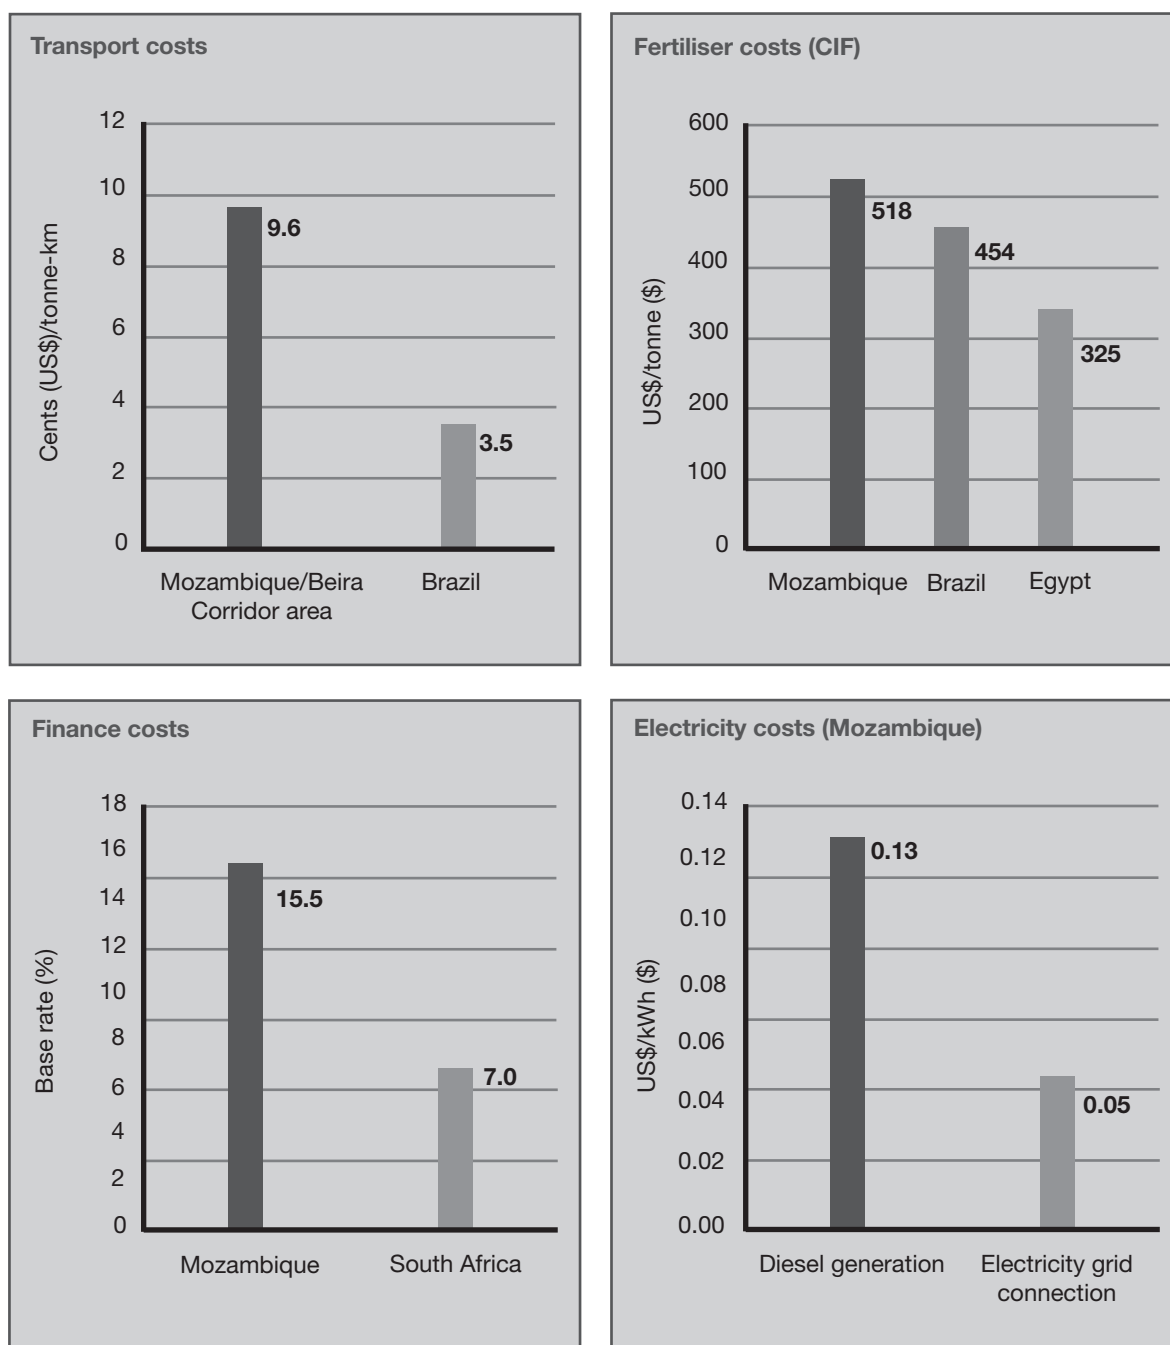 Transport costs
12
10
8
6
4
2
0
Cents (US$)/tonne-km
9.6
3.5
Mozambique/Beira
Corridor area
Brazil
Fertiliser costs (CIF)
600
500
400
300
200
100
0
US$/tonne ($)
518
454
325
Mozambique
Brazil
Egypt
Finance costs
18
16
14
12
10
8
6
4
2
0
Base rate (%)
15.5
7.0
Mozambique
South Africa
Electricity costs (Mozambique)
0.14
0.12
0.10
0.08
0.06
0.04
0.02
0.00
US$/kWh ($)
0.13
0.05
Diesel generation
Electricity grid
connection